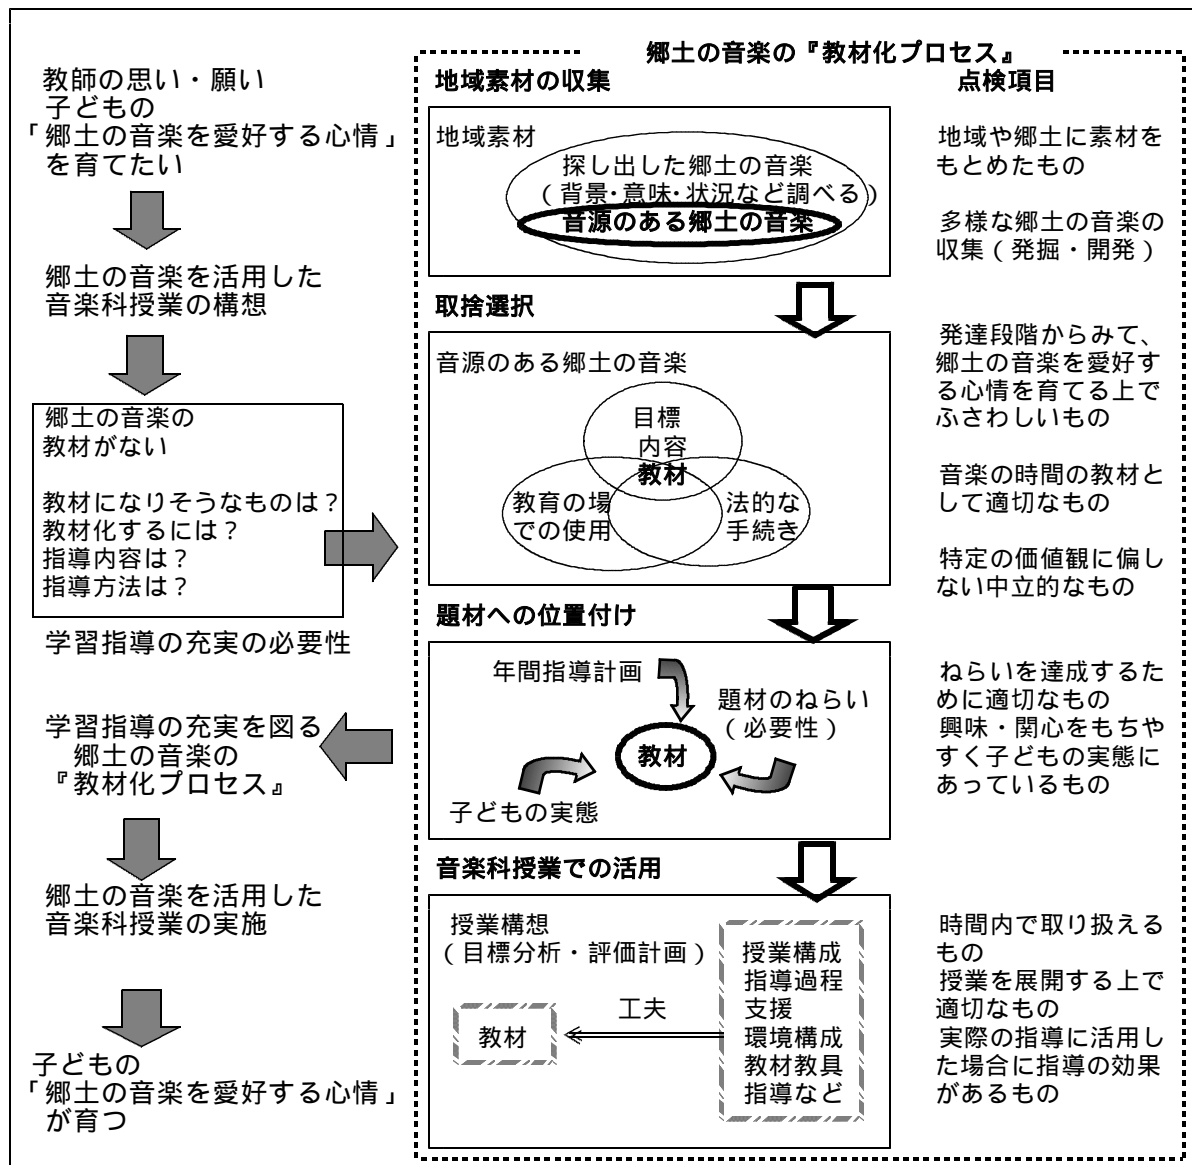 教師の思い・願い
子どもの
「郷土の音楽を愛好する心情」
を育てたい
郷土の音楽を活用した
音楽科授業の構想
郷土の音楽の
教材がない
教材になりそうなものは？
教材化するには？
指導内容は？
指導方法は？
学習指導の充実の必要性
学習指導の充実を図る
郷土の音楽の
『教材化プロセス』
郷土の音楽を活用した
音楽科授業の実施
子どもの
「郷土の音楽を愛好する心情」
が育つ
郷土の音楽の『教材化プロセス』
地域素材の収集
地域素材
探し出した郷土の音楽
（背景・意味・状況など調べる）
音源のある郷土の音楽
取捨選択
音源のある郷土の音楽
目標
内容
教材
教育の場
での使用
法的な
手続き
題材への位置付け
年間指導計画
題材のねらい
（必要性）
教材
子どもの実態
音楽科授業での活用
授業構想
（目標分析・評価計画）
教材
工夫
授業構成
指導過程
支援
環境構成
教材教具
指導など
点検項目
地域や郷土に素材を
もとめたもの
多様な郷土の音楽の
収集（発掘・開発）
発達段階からみて、
郷土の音楽を愛好す
る心情を育てる上で
ふさわしいもの
音楽の時間の教材と
して適切なもの
特定の価値観に偏し
ない中立的なもの
ねらいを達成するた
めに適切なもの
興味・関心をもちや
すく子どもの実態に
あっているもの
時間内で取り扱える
もの
授業を展開する上で
適切なもの
実際の指導に活用し
た場合に指導の効果
があるもの